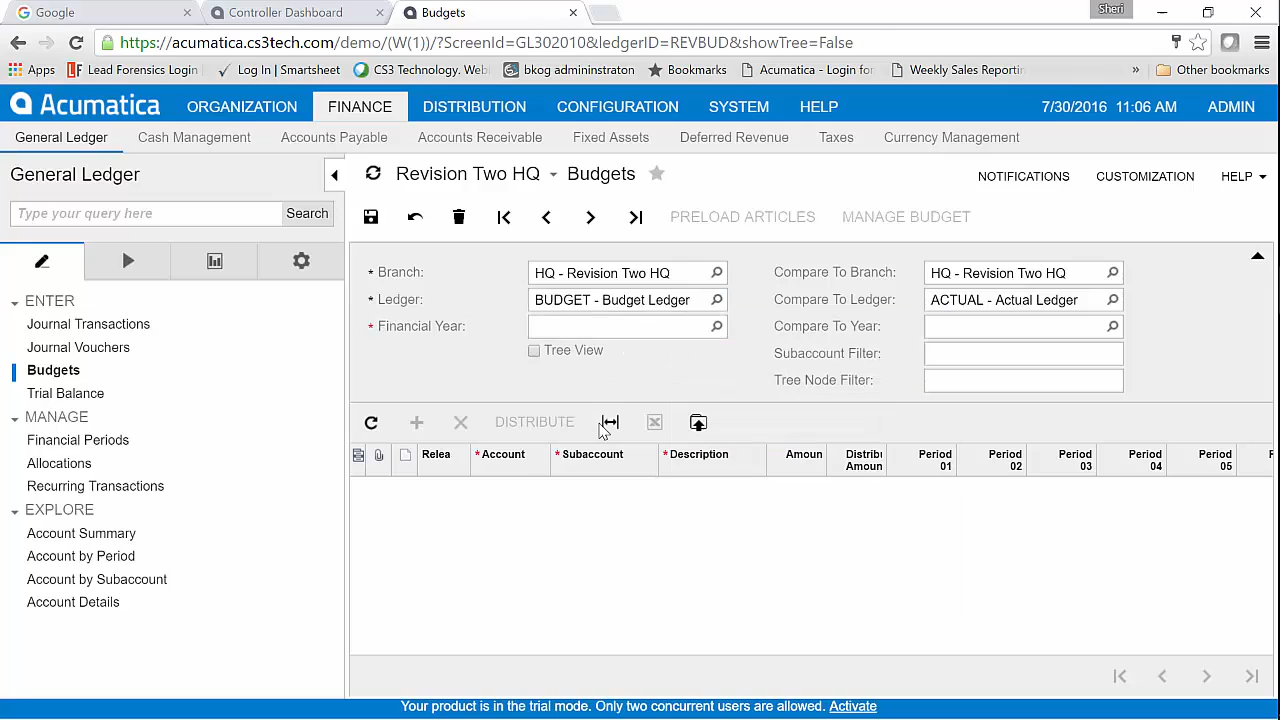 Google
Controller Dashboard
Budgets
Sheri
https://acumatica.cs3tech.com/demo/(W(1))/?ScreenId=GL302010&ledgerID=REVBUD&showTree=False
Apps
Lead Forensics Login
Log In | Smartsheet
CS3 Technology. Web
bkog admininstraton
Bookmarks
Acumatica - Login for
Weekly Sales Reportin
»
Other bookmarks
Acumatica
ORGANIZATION
FINANCE
DISTRIBUTION
CONFIGURATION
SYSTEM
HELP
7/30/2016 11:06 AM
ADMIN
General Ledger
Cash Management
Accounts Payable
Accounts Receivable
Fixed Assets
Deferred Revenue
Taxes
Currency Management
General Ledger
Type your query here
Search
ENTER
Journal Transactions
Journal Vouchers
Budgets
Trial Balance
MANAGE
Financial Periods
Allocations
Recurring Transactions
EXPLORE
Account Summary
Account by Period
Account by Subaccount
Account Details
Revision Two HQ
Budgets
NOTIFICATIONS
CUSTOMIZATION
HELP
PRELOAD ARTICLES
MANAGE BUDGET
* Branch:
HQ - Revision Two HQ
* Ledger:
BUDGET - Budget Ledger
* Financial Year:
Tree View
Compare To Branch:
HQ - Revision Two HQ
Compare To Ledger:
ACTUAL - Actual Ledger
Compare To Year:
Subaccount Filter:
Tree Node Filter:
DISTRIBUTE
Relea
* Account
* Subaccount
* Description
Amoun
Distribu
Amoun
Period
01
Period
02
Period
03
Period
04
Period
05
Your product is in the trial mode. Only two concurrent users are allowed. Activate